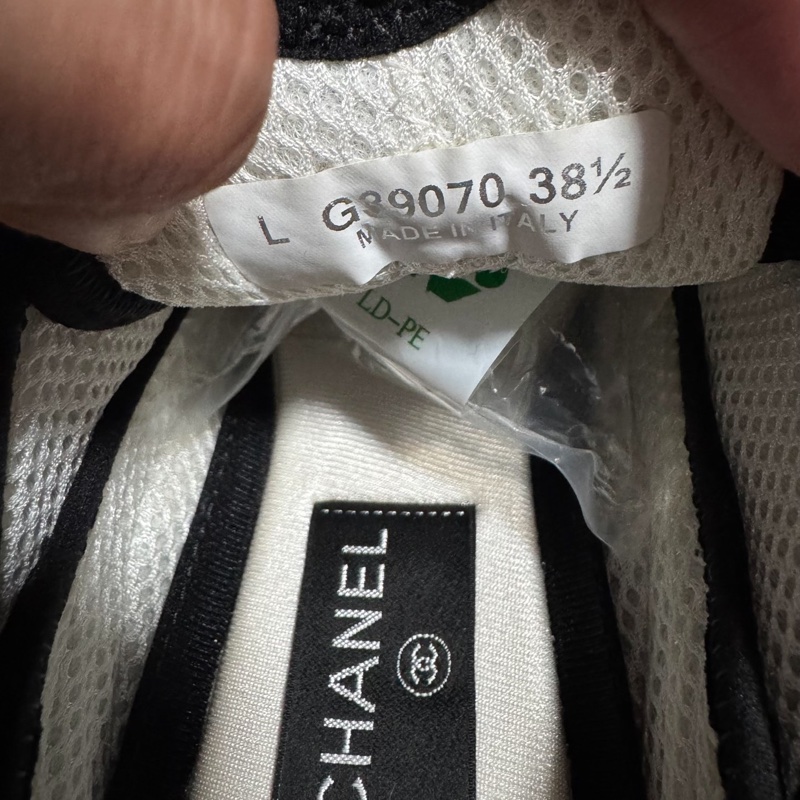 L G39070 38½
MADE IN ITALY
LD-PE
CHANEL